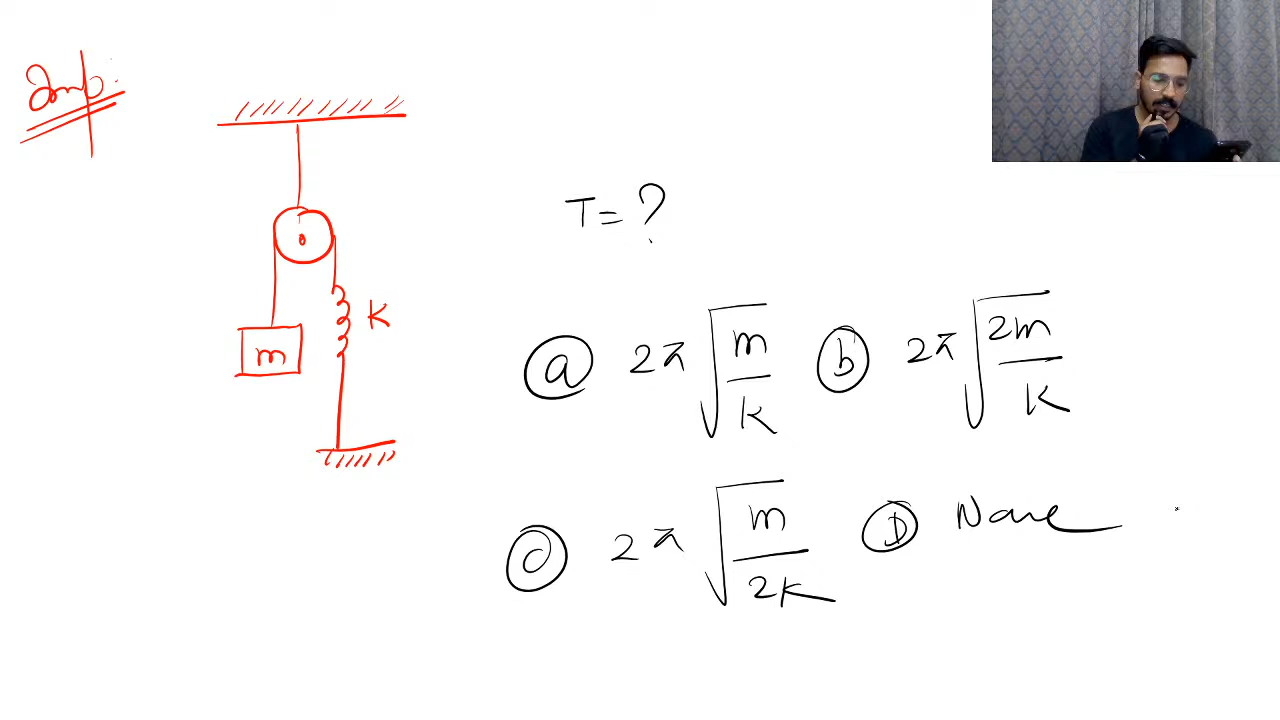 Imp.
T = ?
K
m
(a) 2π √(m/k) (b) 2π √(2m/k)
(c) 2π √(m/2k) (D) None